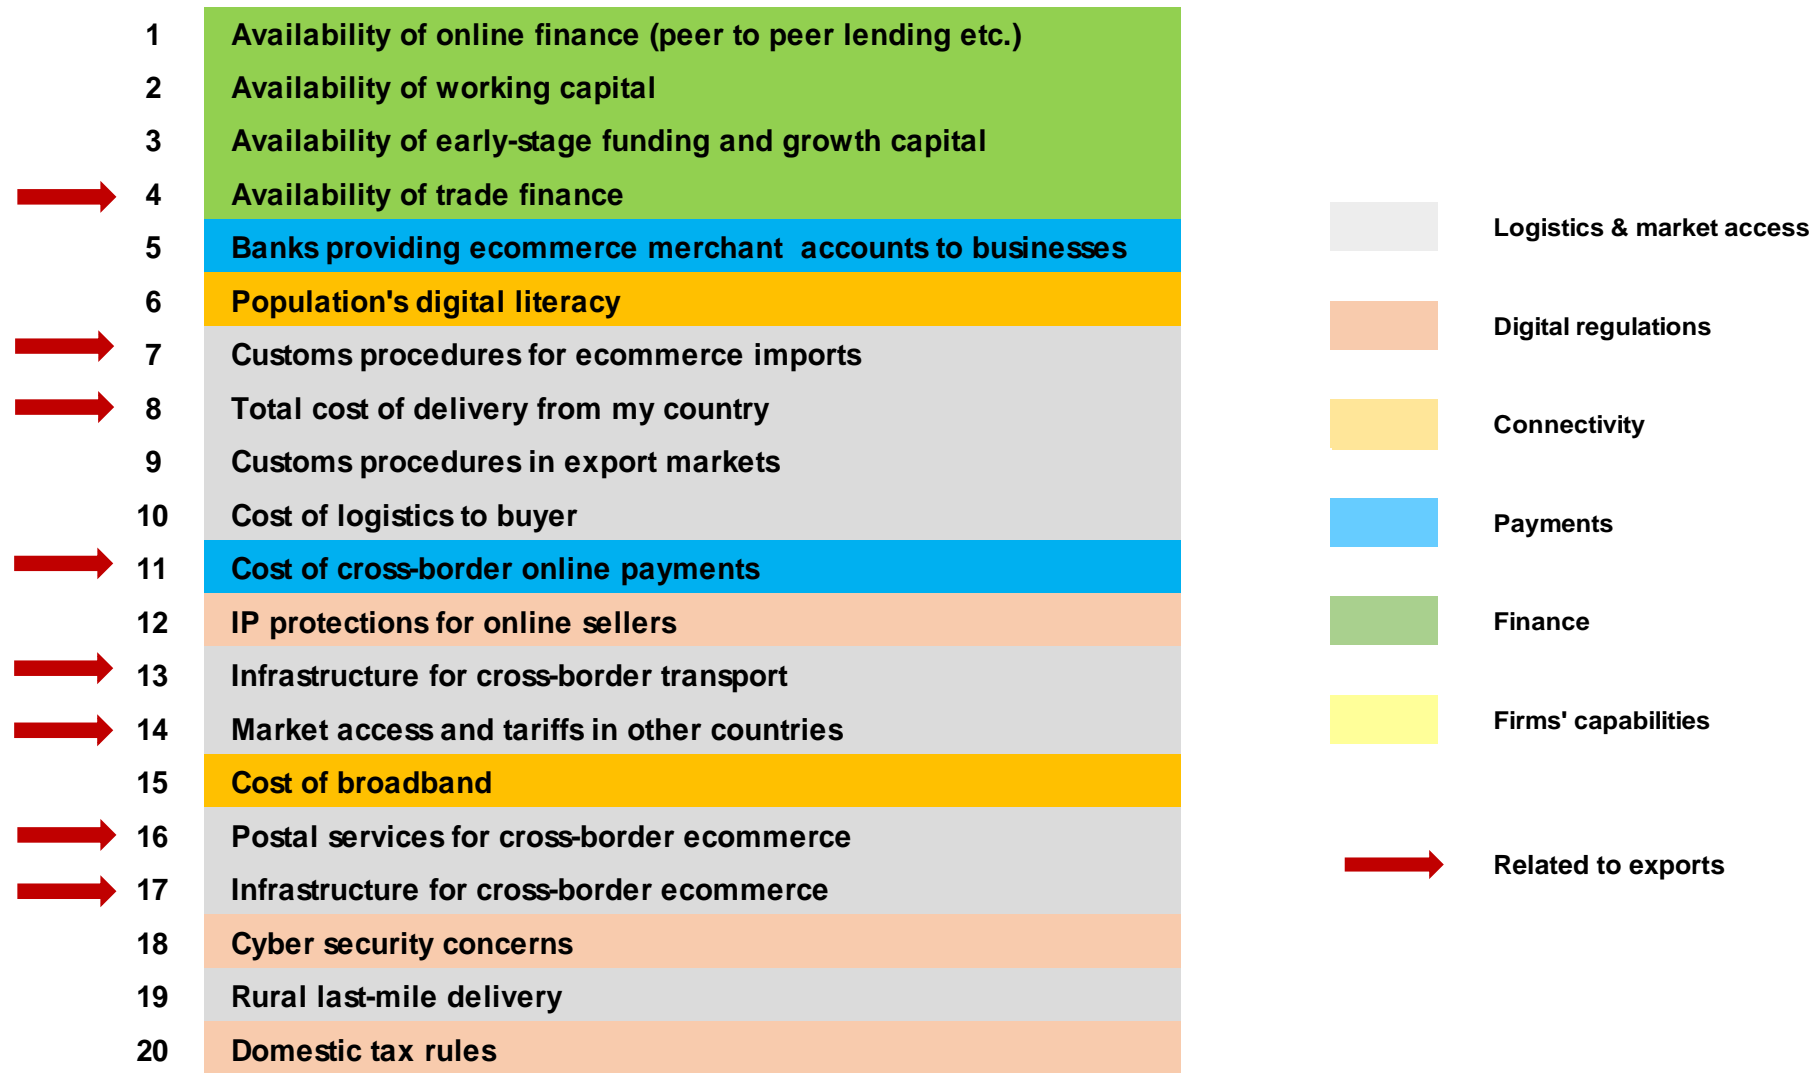 1 Availability of online finance (peer to peer lending etc.)
2 Availability of working capital
3 Availability of early-stage funding and growth capital
4 Availability of trade finance
5 Banks providing ecommerce merchant accounts to businesses
6 Population's digital literacy
7 Customs procedures for ecommerce imports
8 Total cost of delivery from my country
9 Customs procedures in export markets
10 Cost of logistics to buyer
11 Cost of cross-border online payments
12 IP protections for online sellers
13 Infrastructure for cross-border transport
14 Market access and tariffs in other countries
15 Cost of broadband
16 Postal services for cross-border ecommerce
17 Infrastructure for cross-border ecommerce
18 Cyber security concerns
19 Rural last-mile delivery
20 Domestic tax rules
Logistics & market access
Digital regulations
Connectivity
Payments
Finance
Firms' capabilities
Related to exports